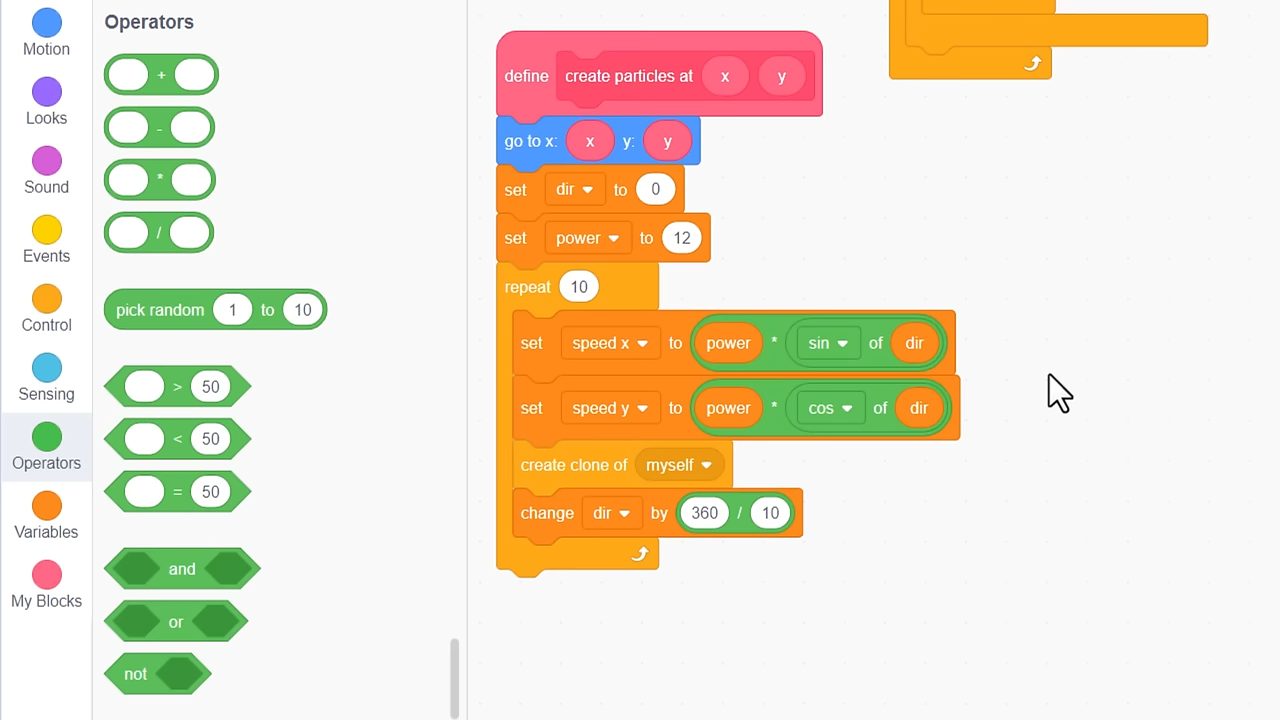 Motion
Looks
Sound
Events
Control
Sensing
Operators
Variables
My Blocks
Operators
+
-
*
/
pick random 1 to 10
> 50
< 50
= 50
and
or
not
define create particles at x y
go to x: x y: y
set dir to 0
set power to 12
repeat 10
set speed x to power * sin of dir
set speed y to power * cos of dir
create clone of myself
change dir by 360 / 10